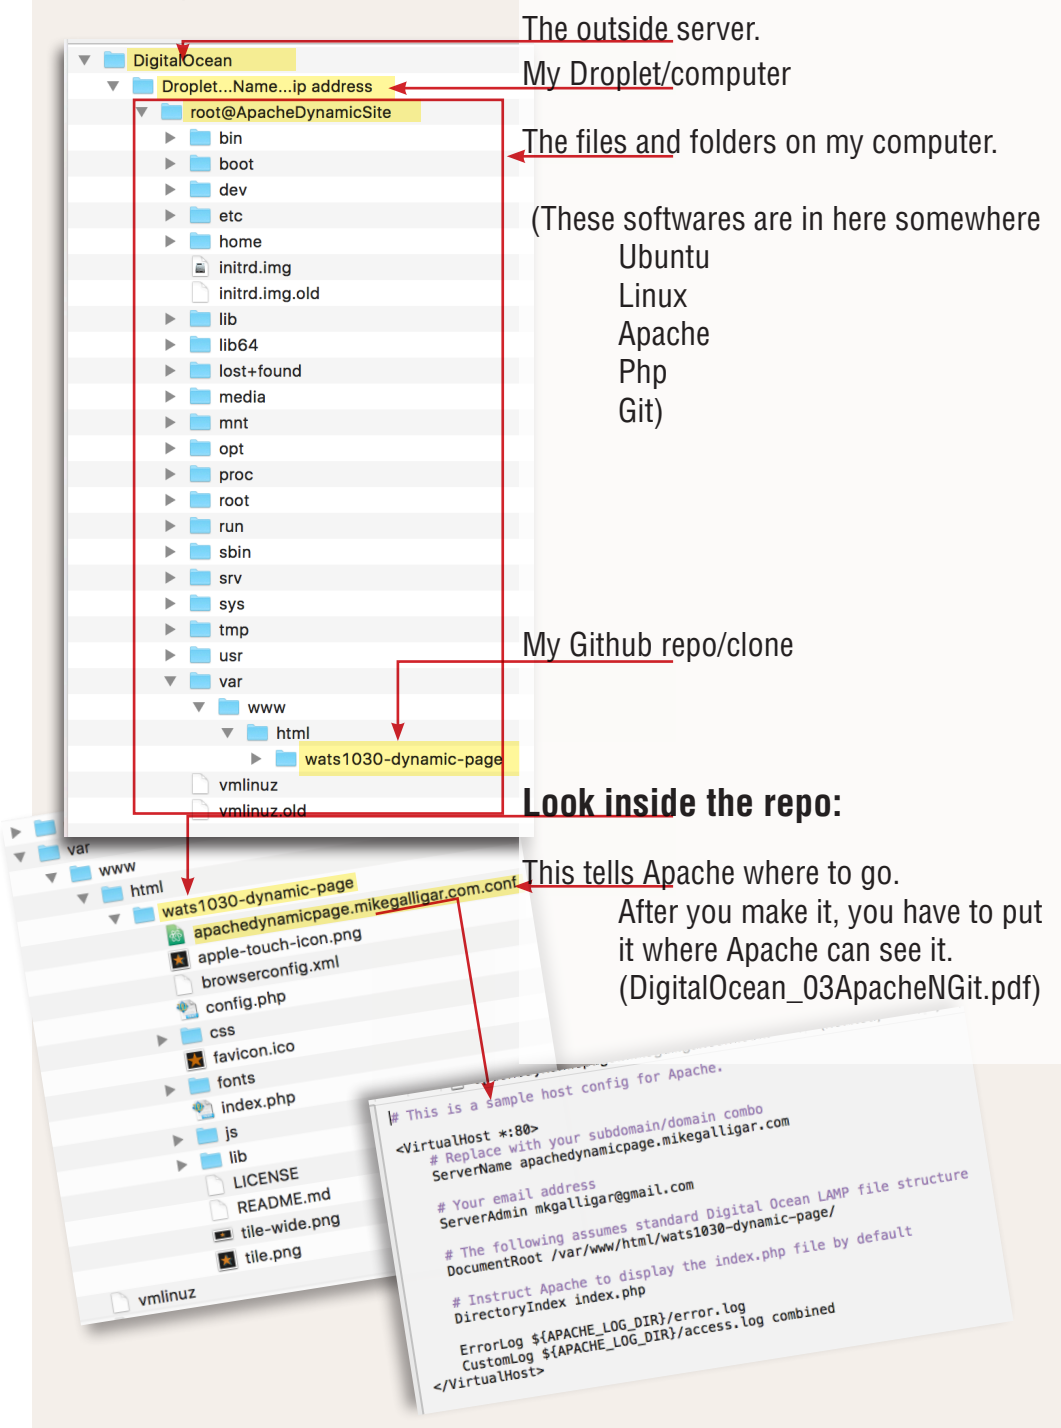 The outside server.
DigitalOcean
My Droplet/computer
Droplet...Name...ip address
root@ApacheDynamicSite
The files and folders on my computer.
bin
boot
dev
etc
home
initrd.img
initrd.img.old
lib
lib64
lost+found
media
mnt
opt
proc
root
run
sbin
srv
sys
tmp
usr
var
www
html
wats1030-dynamic-page
vmlinuz
vmlinuz.old
(These softwares are in here somewhere
Ubuntu
Linux
Apache
Php
Git)
My Github repo/clone
Look inside the repo:
This tells Apache where to go.
After you make it, you have to put
it where Apache can see it.
(DigitalOcean_03ApacheNGit.pdf)
var
www
html
wats1030-dynamic-page
apachedynamicpage.mikegalligar.com.conf
apple-touch-icon.png
browserconfig.xml
config.php
css
favicon.ico
fonts
index.php
js
lib
LICENSE
README.md
tile-wide.png
tile.png
vmlinuz
# This is a sample host config for Apache.
<VirtualHost *:80>
# Replace with your subdomain/domain combo
ServerName apachedynamicpage.mikegalligar.com
# Your email address
ServerAdmin mkgalligar@gmail.com
# The following assumes standard Digital Ocean LAMP file structure
DocumentRoot /var/www/html/wats1030-dynamic-page/
# Instruct Apache to display the index.php file by default
DirectoryIndex index.php
ErrorLog ${APACHE_LOG_DIR}/error.log
CustomLog ${APACHE_LOG_DIR}/access.log combined
</VirtualHost>